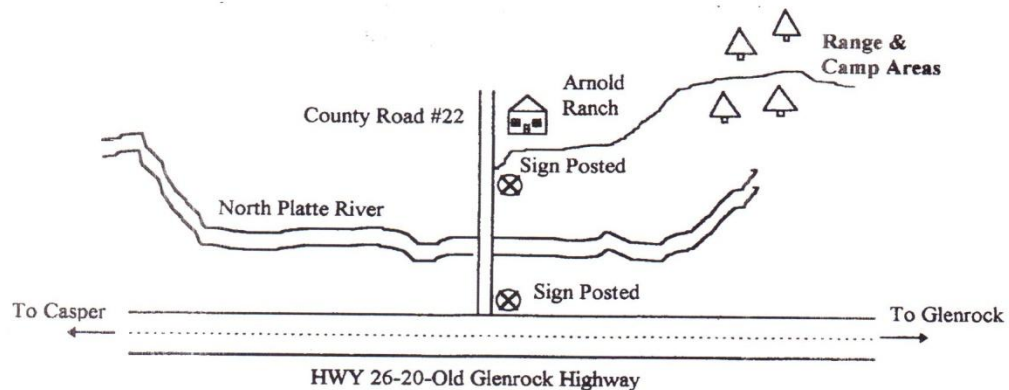 Range &
Camp Areas
Arnold
Ranch
County Road #22
Sign Posted
North Platte River
Sign Posted
To Casper
To Glenrock
HWY 26-20-Old Glenrock Highway